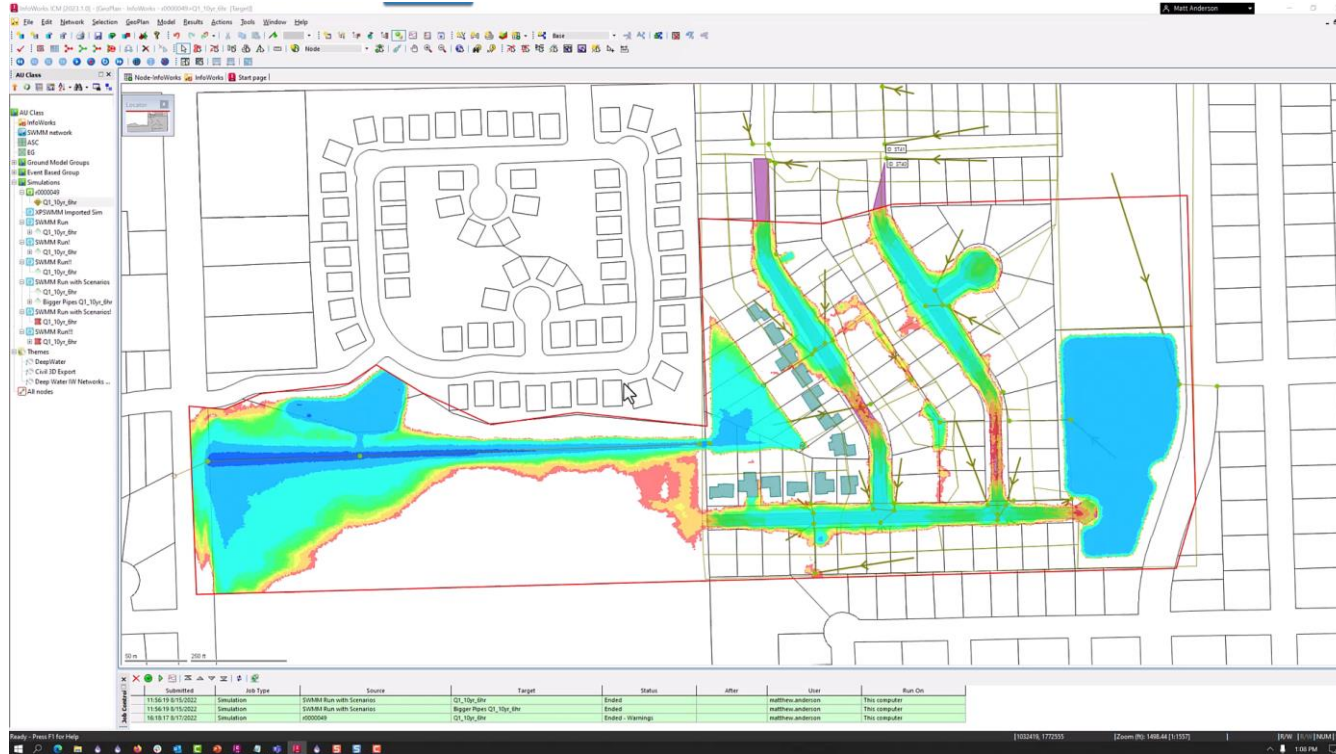 InfoWorks ICM (2023.1.0) - [GeoPlan - InfoWorks - r0000049>Q1_10yr_6hr (Target)]
Matt Anderson
File Edit Network Selection GeoPlan Model Results Actions Tools Window Help
Base
Node
AU Class
Node-InfoWorks InfoWorks Start page
Locator
AU Class
InfoWorks
SWMM network
ASC
EG
Ground Model Groups
Event Based Group
Simulations
r0000049
Q1_10yr_6hr
XPSWMM Imported Sim
SWMM Run
Q1_10yr_6hr
SWMM Run!
Q1_10yr_6hr
SWMM Run!!
Q1_10yr_6hr
SWMM Run with Scenarios
Q1_10yr_6hr
Bigger Pipes Q1_10yr_6hr
SWMM Run with Scenarios!
Q1_10yr_6hr
SWMM Run!!!
Q1_10yr_6hr
Themes
DeepWater
Civil 3D Export
Deep Water IW Networks ...
All nodes
50 m 250 ft
Job Control
Submitted Job Type Source Target Status After User Run On
11:56:19 8/15/2022 Simulation SWMM Run with Scenarios Q1_10yr_6hr Ended matthew.anderson This computer
11:56:19 8/15/2022 Simulation SWMM Run with Scenarios Bigger Pipes Q1_10yr_6hr Ended matthew.anderson This computer
16:18:17 8/17/2022 Simulation r0000049 Q1_10yr_6hr Ended - Warnings matthew.anderson This computer
Ready - Press F1 for Help
1032419, 1772555 Zoom (ft): 1498.44 [1:1557] R/W R/W NUM
1:08 PM